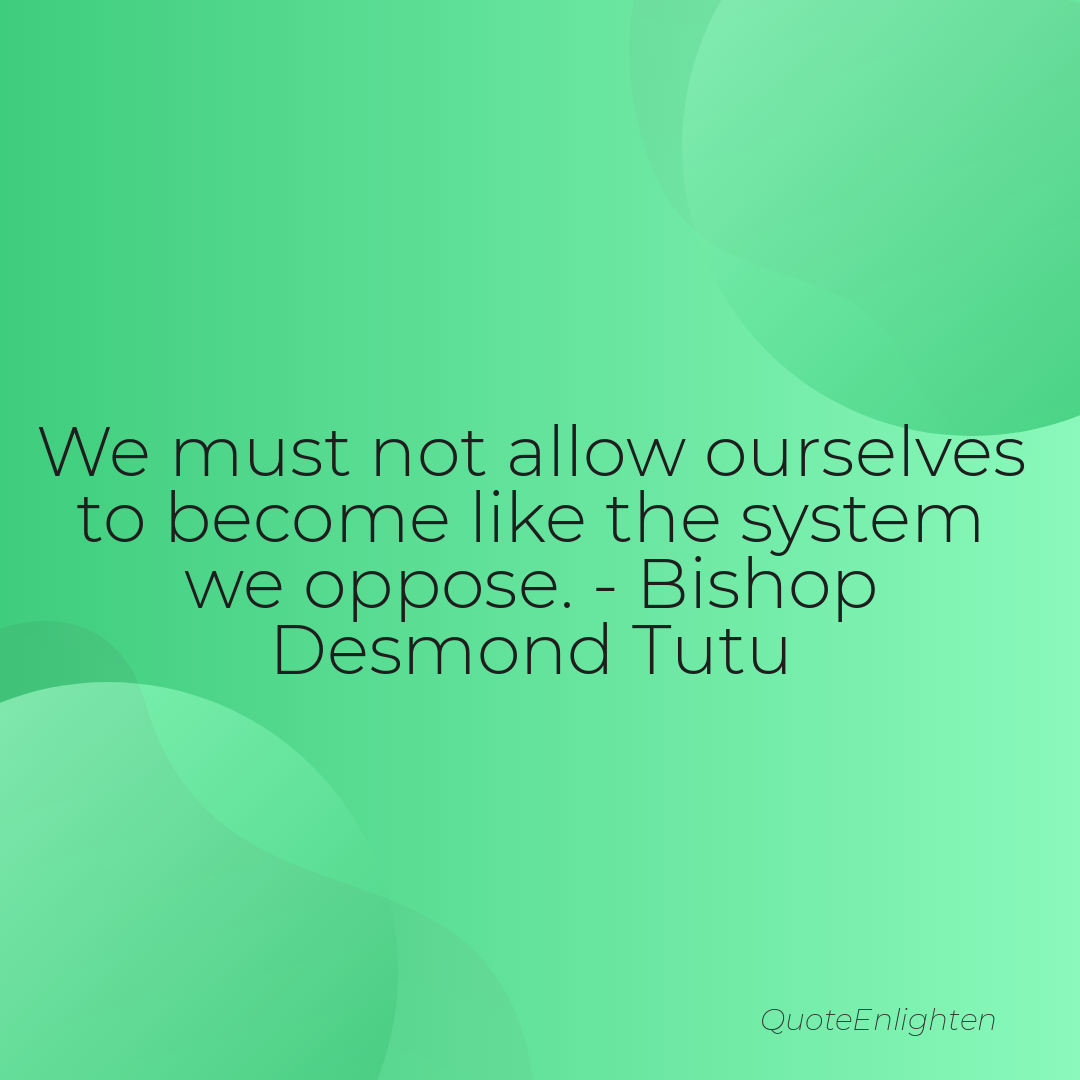 We must not allow ourselves
to become like the system
we oppose. - Bishop
Desmond Tutu
QuoteEnlighten